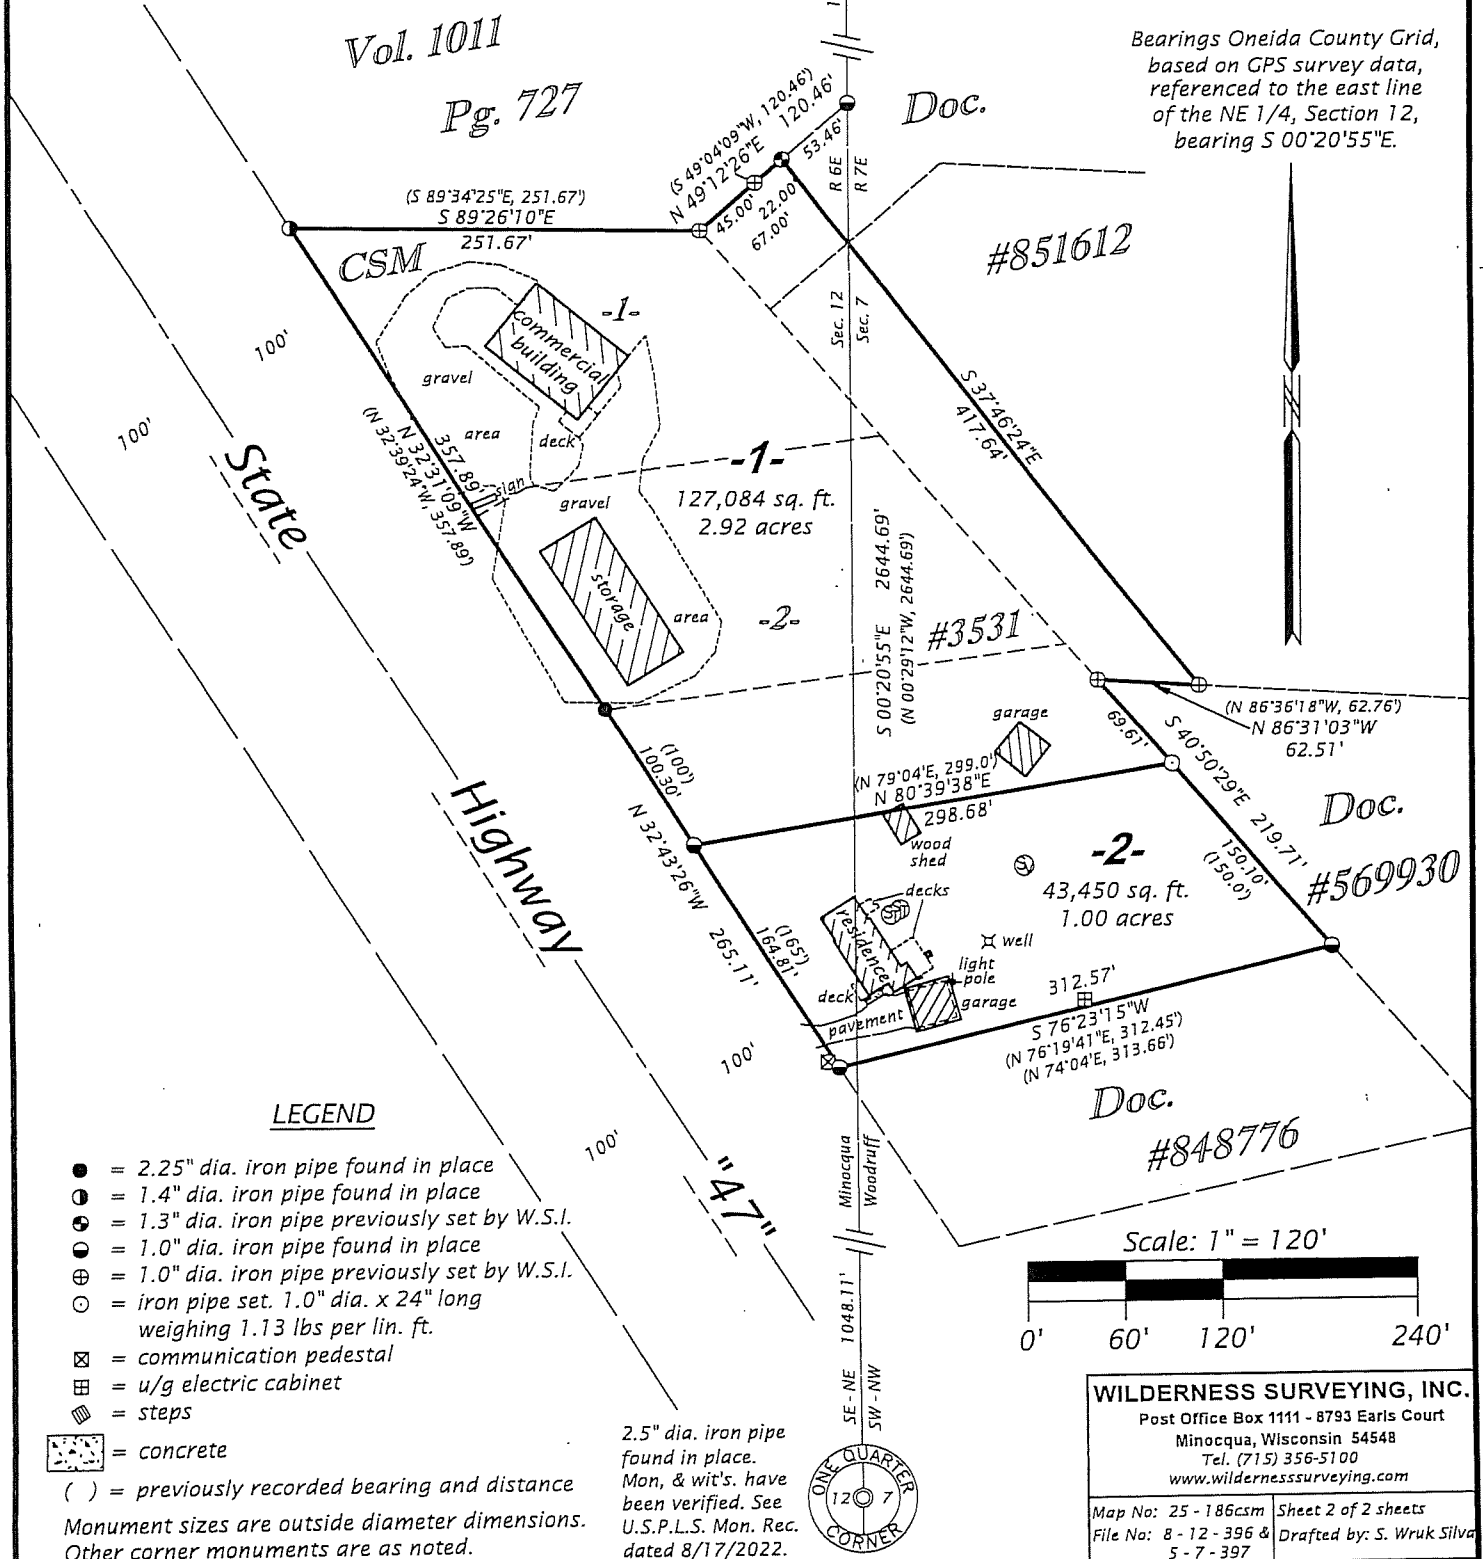 Vol. 1011
Pg. 727
Doc.
#851612
Bearings Oneida County Grid,
based on GPS survey data,
referenced to the east line
of the NE 1/4, Section 12,
bearing S 00°20'55"E.
(S 49°04'09"W, 120.46')
N 49°12'26"E 120.46'
53.46'
45.00'
22.00'
67.00'
R 6E
R 7E
Sec. 12
Sec. 7
(S 89°34'25"E, 251.67')
S 89°26'10"E
251.67'
CSM
-1-
commercial
building
gravel
area
deck
sign
357.89'
N 32°31'09"W
(N 32°39'24"W, 357.89')
100'
100'
State
-1-
127,084 sq. ft.
2.92 acres
gravel
storage
area
-2-
#3531
S 37°46'24"E
417.64'
S 00°20'55"E 2644.69'
(N 00°29'12"W, 2644.69')
(N 86°36'18"W, 62.76')
N 86°31'03"W
62.51'
69.61'
S 40°50'29"E 219.71'
150.10'
(150.0')
Doc.
#569930
garage
(N 79°04'E, 299.0')
N 80°39'38"E
298.68'
wood
shed
(100')
100.30'
N 32°43'26"W 265.11'
(165')
164.81'
Highway
-2-
43,450 sq. ft.
1.00 acres
S
ST
decks
residence
well
light
pole
deck
pavement
garage
312.57'
S 76°23'15"W
(N 76°19'41"E, 312.45')
(N 74°04'E, 313.66')
Doc.
#848776
100'
100'
"47"
Minocqua
Woodruff
1048.11'
SE - NE
SW - NW
LEGEND
= 2.25" dia. iron pipe found in place
= 1.4" dia. iron pipe found in place
= 1.3" dia. iron pipe previously set by W.S.I.
= 1.0" dia. iron pipe found in place
= 1.0" dia. iron pipe previously set by W.S.I.
= iron pipe set. 1.0" dia. x 24" long
weighing 1.13 lbs per lin. ft.
= communication pedestal
= u/g electric cabinet
= steps
= concrete
( ) = previously recorded bearing and distance
Monument sizes are outside diameter dimensions.
Other corner monuments are as noted.
2.5" dia. iron pipe
found in place.
Mon, & wit's. have
been verified. See
U.S.P.L.S. Mon. Rec.
dated 8/17/2022.
ONE QUARTER
12 7
CORNER
Scale: 1" = 120'
0' 60' 120' 240'
WILDERNESS SURVEYING, INC.
Post Office Box 1111 - 8793 Earls Court
Minocqua, Wisconsin 54548
Tel. (715) 356-5100
www.wildernesssurveying.com
Map No: 25 - 186csm
File No: 8 - 12 - 396 &
5 - 7 - 397
Sheet 2 of 2 sheets
Drafted by: S. Wruk Silva